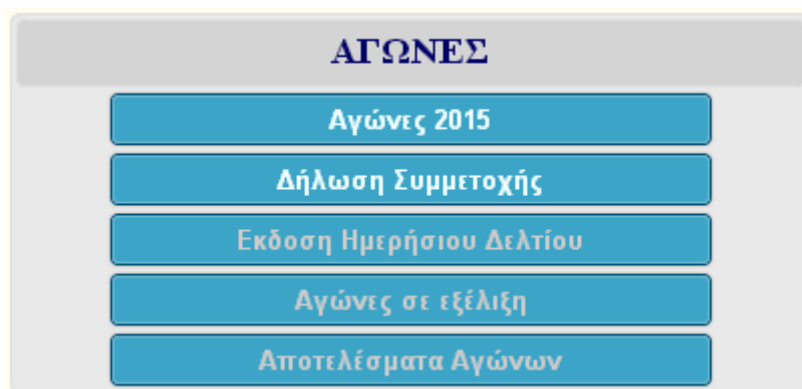 ΑΓΩΝΕΣ
Αγώνες 2015
Δήλωση Συμμετοχής
Εκδοση Ημερήσιου Δελτίου
Αγώνες σε εξέλιξη
Αποτελέσματα Αγώνων